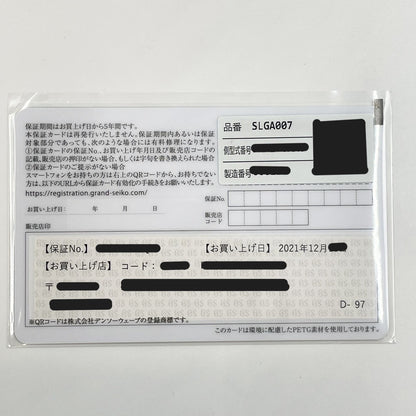 保証期間はお買上げ日から5年間です。
本保証カードは再発行いたしません。保証期間内あるいは保証
対象部分であっても、次のような場合には有料修理になります。
①保証カードの保証No.、お買い上げ年月日及び販売店コードの
記載、販売店の押印がない場合、もしくは字句を書き換えられた場合
②保証カードのご提示がない場合
スマートフォンをお持ちの方は右上のQRコードから、お持ちでない
方は、以下のURLから保証カード有効化の手続きをお願いいたします。
https://registration.grand-seiko.com/
品番 SLGA007
側型式番号
製造番号
保証No.
お買い上げ日: 年 月 日
販売店
コード
販売店印
【保証No.】
【お買い上げ日】 2021年12月
【お買い上げ店】 コード:
〒
D- 97
※QRコードは株式会社デンソーウェーブの登録商標です。
このカードは環境に配慮したPETG素材を使用しております。